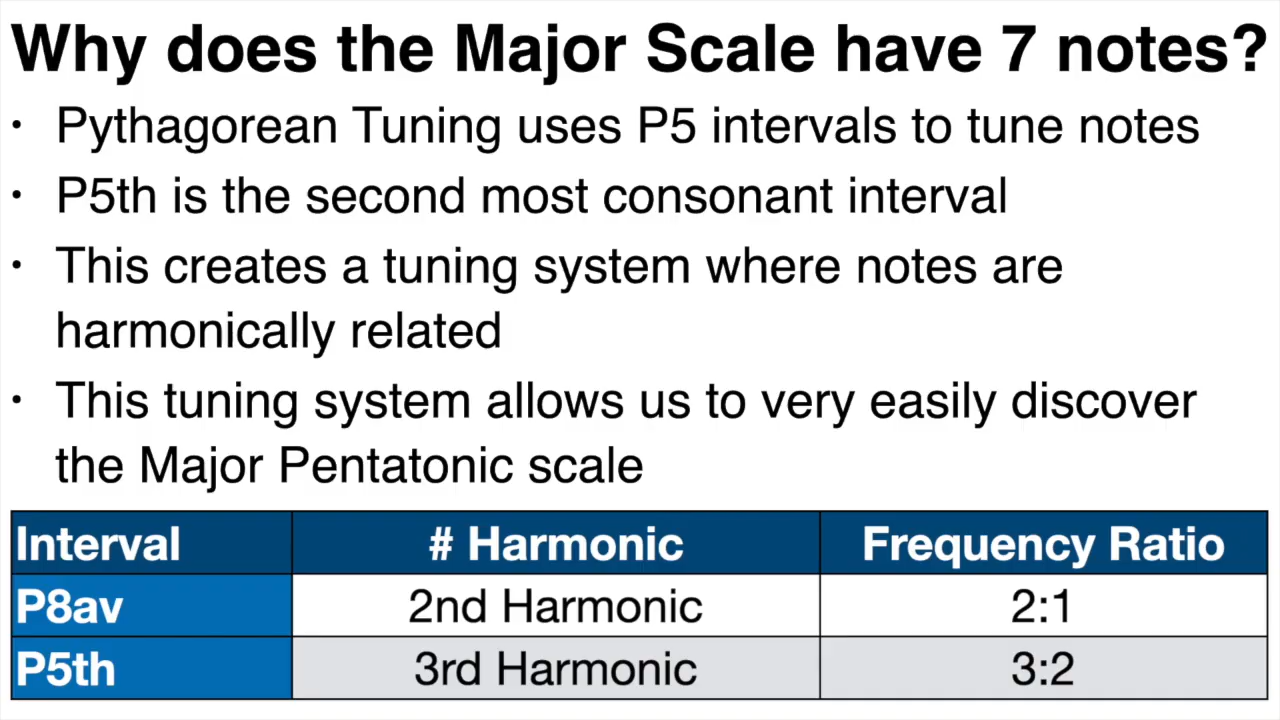 Why does the Major Scale have 7 notes?
• Pythagorean Tuning uses P5 intervals to tune notes
• P5th is the second most consonant interval
• This creates a tuning system where notes are
harmonically related
• This tuning system allows us to very easily discover
the Major Pentatonic scale
Interval # Harmonic Frequency Ratio
P8av 2nd Harmonic 2:1
P5th 3rd Harmonic 3:2